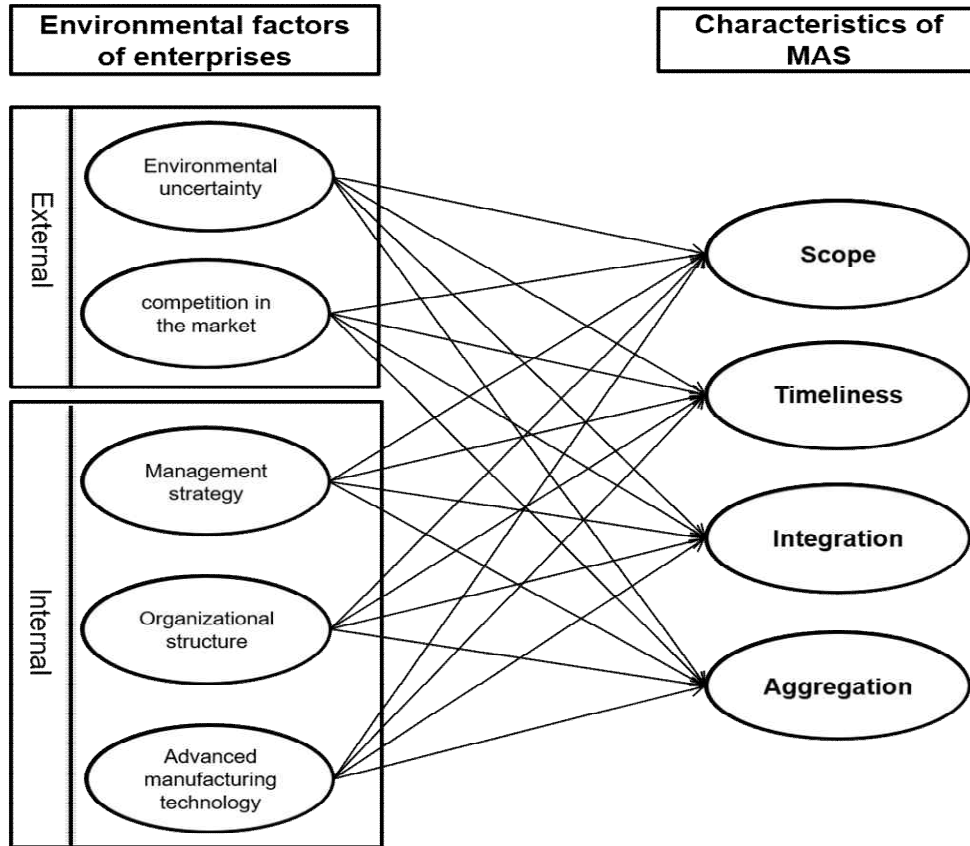 Environmental factors
of enterprises
Characteristics of
MAS
External
Environmental
uncertainty
competition in
the market
Internal
Management
strategy
Organizational
structure
Advanced
manufacturing
technology
Scope
Timeliness
Integration
Aggregation